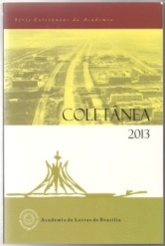 Série Coletâneas da Academia
COLETÂNEA
2013
Academia de Letras de Brasília